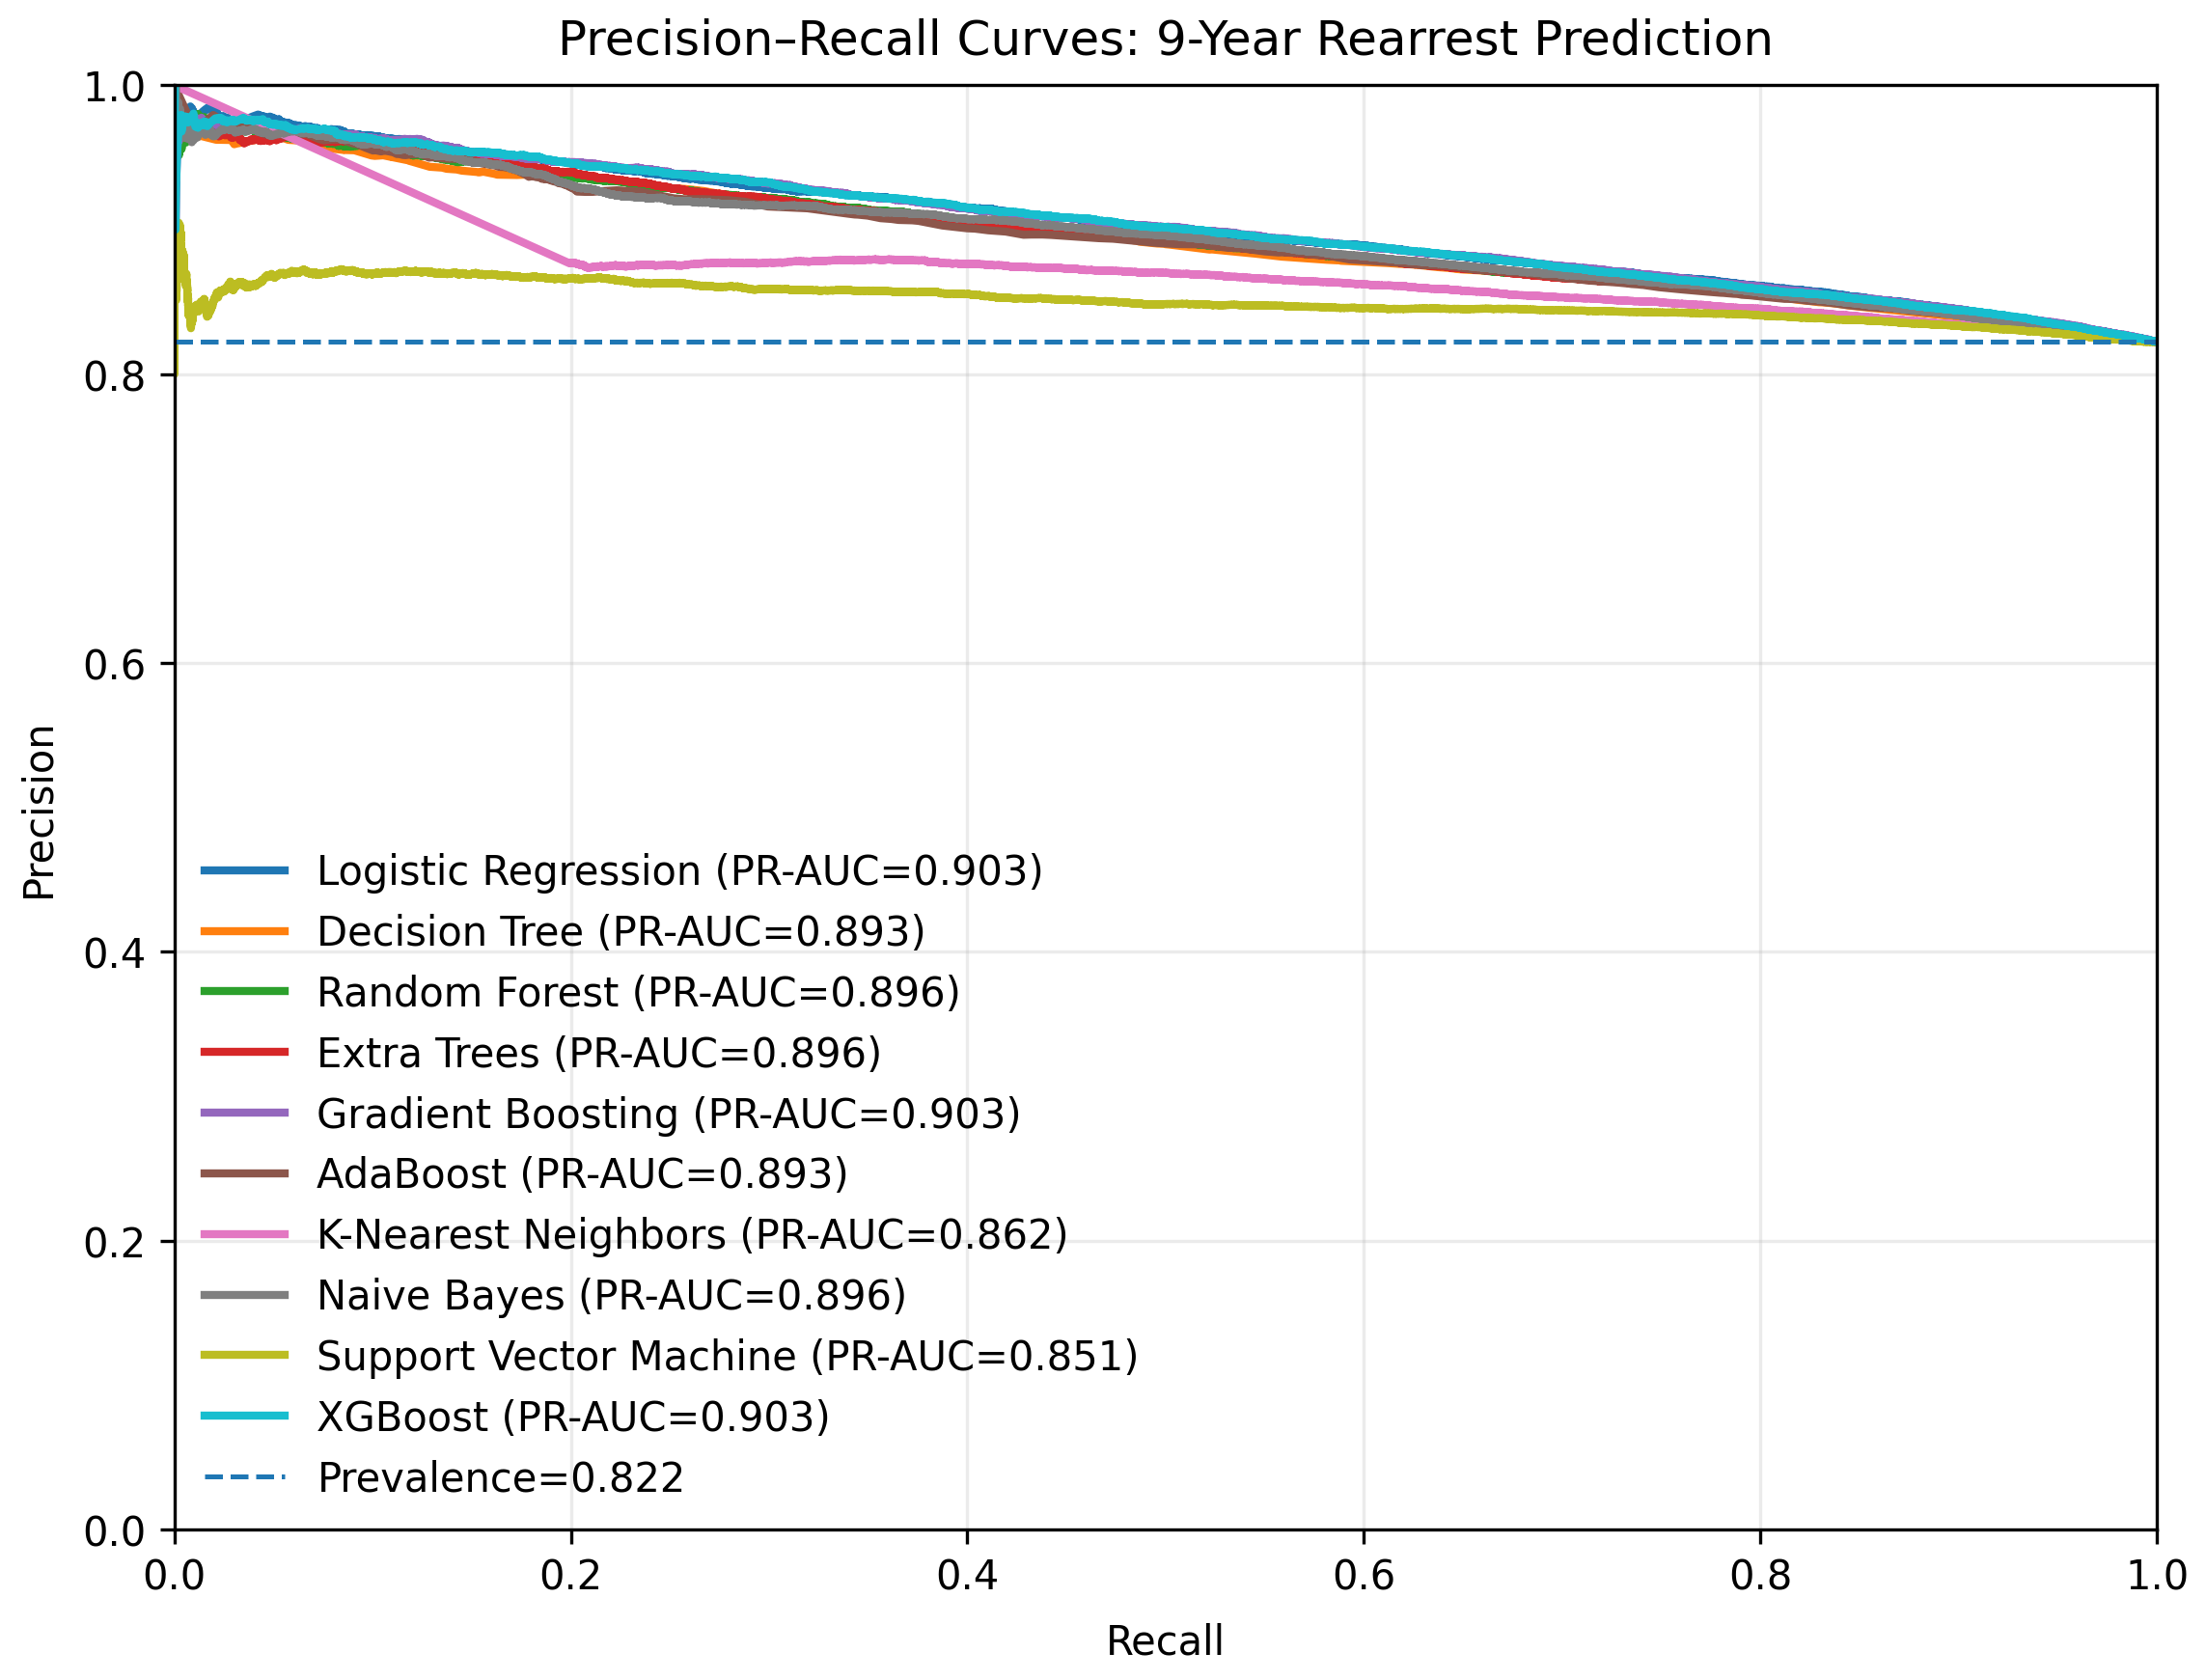 Precision–Recall Curves: 9-Year Rearrest Prediction
1.0
0.8
0.6
0.4
0.2
0.0
Precision
Logistic Regression (PR-AUC=0.903)
Decision Tree (PR-AUC=0.893)
Random Forest (PR-AUC=0.896)
Extra Trees (PR-AUC=0.896)
Gradient Boosting (PR-AUC=0.903)
AdaBoost (PR-AUC=0.893)
K-Nearest Neighbors (PR-AUC=0.862)
Naive Bayes (PR-AUC=0.896)
Support Vector Machine (PR-AUC=0.851)
XGBoost (PR-AUC=0.903)
Prevalence=0.822
0.0 0.2 0.4 0.6 0.8 1.0
Recall